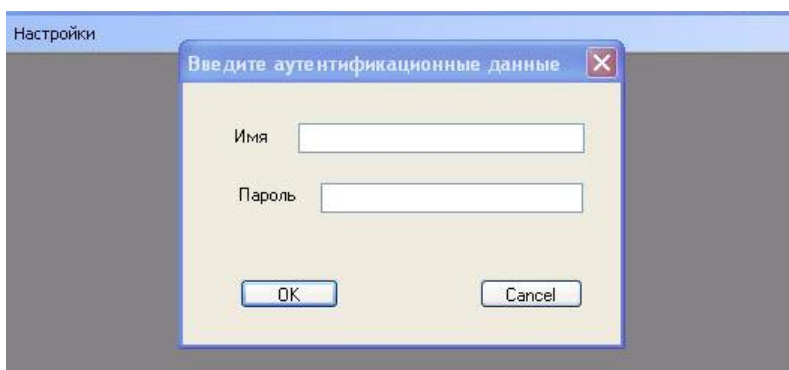 Настройки
Введите аутентификационные данные
Имя
Пароль
OK
Cancel